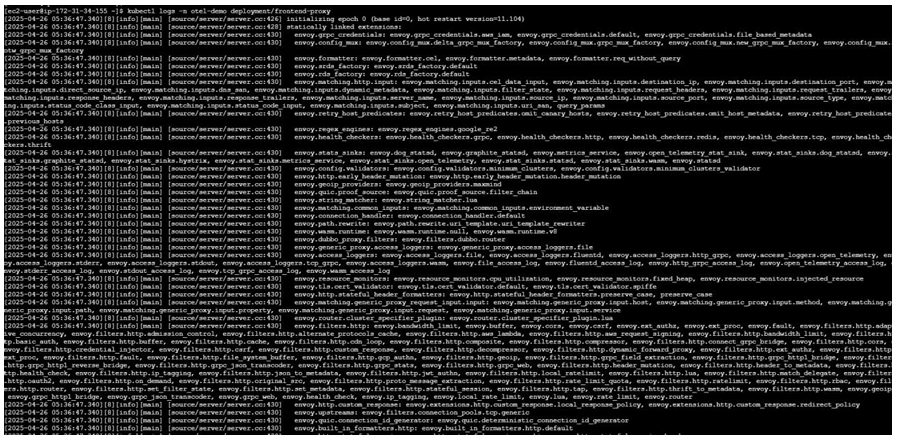 [ec2-user@ip-172-31-34-155 ~]$ kubectl logs -n otel-demo deployment/frontend-proxy
[2025-04-26 05:36:47.340][8][info][main] [source/server/server.cc:426] initializing epoch 0 (base id=0, hot restart version=11.104)
[2025-04-26 05:36:47.340][8][info][main] [source/server/server.cc:428] statically linked extensions:
[2025-04-26 05:36:47.340][8][info][main] [source/server/server.cc:430]   envoy.grpc_credentials: envoy.grpc_credentials.aws_iam, envoy.grpc_credentials.default, envoy.grpc_credentials.file_based_metadata
[2025-04-26 05:36:47.340][8][info][main] [source/server/server.cc:430]   envoy.config_mux: envoy.config_mux.delta_grpc_mux_factory, envoy.config_mux.grpc_mux_factory, envoy.config_mux.new_grpc_mux_factory, envoy.config_mux.
otw_grpc_mux_factory
[2025-04-26 05:36:47.340][8][info][main] [source/server/server.cc:430]   envoy.formatter: envoy.formatter.cel, envoy.formatter.metadata, envoy.formatter.req_without_query
[2025-04-26 05:36:47.340][8][info][main] [source/server/server.cc:430]   envoy.srds_factory: envoy.srds_factory.default
[2025-04-26 05:36:47.340][8][info][main] [source/server/server.cc:430]   envoy.rds_factory: envoy.rds_factory.default
[2025-04-26 05:36:47.340][8][info][main] [source/server/server.cc:430]   envoy.matching.http.input: envoy.matching.inputs.cel_data_input, envoy.matching.inputs.destination_ip, envoy.matching.inputs.destination_port, envoy.m
tching.inputs.direct_source_ip, envoy.matching.inputs.dns_san, envoy.matching.inputs.dynamic_metadata, envoy.matching.inputs.filter_state, envoy.matching.inputs.request_headers, envoy.matching.inputs.request_trailers, envoy.m
tching.inputs.response_headers, envoy.matching.inputs.response_trailers, envoy.matching.inputs.server_name, envoy.matching.inputs.source_ip, envoy.matching.inputs.source_port, envoy.matching.inputs.source_type, envoy.matc
ing.inputs.status_code_class_input, envoy.matching.inputs.status_code_input, envoy.matching.inputs.subject, envoy.matching.inputs.uri_san, query_params
[2025-04-26 05:36:47.340][8][info][main] [source/server/server.cc:430]   envoy.retry_host_predicates: envoy.retry_host_predicates.omit_canary_hosts, envoy.retry_host_predicates.omit_host_metadata, envoy.retry_host_predicates
.previous_hosts
[2025-04-26 05:36:47.340][8][info][main] [source/server/server.cc:430]   envoy.regex_engines: envoy.regex_engines.google_re2
[2025-04-26 05:36:47.340][8][info][main] [source/server/server.cc:430]   envoy.health_checkers: envoy.health_checkers.grpc, envoy.health_checkers.http, envoy.health_checkers.redis, envoy.health_checkers.tcp, envoy.health_ch
ckers.thrift
[2025-04-26 05:36:47.340][8][info][main] [source/server/server.cc:430]   envoy.stats_sinks: envoy.dog_statsd, envoy.graphite_statsd, envoy.metrics_service, envoy.open_telemetry_stat_sink, envoy.stat_sinks.dog_statsd, envoy.
stat_sinks.graphite_statsd, envoy.stat_sinks.hystrix, envoy.stat_sinks.metrics_service, envoy.stat_sinks.open_telemetry, envoy.stat_sinks.statsd, envoy.stat_sinks.wasm, envoy.statsd
[2025-04-26 05:36:47.340][8][info][main] [source/server/server.cc:430]   envoy.config.validators: envoy.config.validators.minimum_clusters, envoy.config.validators.minimum_clusters_validator
[2025-04-26 05:36:47.340][8][info][main] [source/server/server.cc:430]   envoy.http.early_header_mutation: envoy.http.early_header_mutation.header_mutation
[2025-04-26 05:36:47.340][8][info][main] [source/server/server.cc:430]   envoy.geoip_providers: envoy.geoip_providers.maxmind
[2025-04-26 05:36:47.340][8][info][main] [source/server/server.cc:430]   envoy.quic.proof_source: envoy.quic.proof_source.filter_chain
[2025-04-26 05:36:47.340][8][info][main] [source/server/server.cc:430]   envoy.string_matcher: envoy.string_matcher.lua
[2025-04-26 05:36:47.340][8][info][main] [source/server/server.cc:430]   envoy.matching.common_inputs: envoy.matching.common_inputs.environment_variable
[2025-04-26 05:36:47.340][8][info][main] [source/server/server.cc:430]   envoy.connection_handler: envoy.connection_handler.default
[2025-04-26 05:36:47.340][8][info][main] [source/server/server.cc:430]   envoy.path.rewrite: envoy.path.rewrite.uri_template.uri_template_rewriter
[2025-04-26 05:36:47.340][8][info][main] [source/server/server.cc:430]   envoy.wasm.runtime: envoy.wasm.runtime.null, envoy.wasm.runtime.v8
[2025-04-26 05:36:47.340][8][info][main] [source/server/server.cc:430]   envoy.dubbo_proxy.filters: envoy.filters.dubbo.router
[2025-04-26 05:36:47.340][8][info][main] [source/server/server.cc:430]   envoy.generic_proxy.access_loggers: envoy.generic_proxy.access_loggers.file
[2025-04-26 05:36:47.340][8][info][main] [source/server/server.cc:430]   envoy.access_loggers: envoy.access_loggers.file, envoy.access_loggers.fluentd, envoy.access_loggers.http_grpc, envoy.access_loggers.open_telemetry, en
oy.access_loggers.stderr, envoy.access_loggers.stdout, envoy.access_loggers.tcp_grpc, envoy.access_loggers.wasm, envoy.file_access_log, envoy.fluentd_access_log, envoy.http_grpc_access_log, envoy.open_telemetry_access_log,
envoy.stderr_access_log, envoy.stdout_access_log, envoy.tcp_grpc_access_log, envoy.wasm_access_log
[2025-04-26 05:36:47.340][8][info][main] [source/server/server.cc:430]   envoy.resource_monitors: envoy.resource_monitors.cpu_utilization, envoy.resource_monitors.fixed_heap, envoy.resource_monitors.injected_resource
[2025-04-26 05:36:47.340][8][info][main] [source/server/server.cc:430]   envoy.tls.cert_validator: envoy.tls.cert_validator.default, envoy.tls.cert_validator.spiffe
[2025-04-26 05:36:47.340][8][info][main] [source/server/server.cc:430]   envoy.http.stateful_header_formatters: envoy.http.stateful_header_formatters.preserve_case, preserve_case
[2025-04-26 05:36:47.340][8][info][main] [source/server/server.cc:430]   envoy.matching.generic_proxy_request_input.input: envoy.matching.generic_proxy.input.host, envoy.matching.generic_proxy.input.method, envoy.matching.g
neric_proxy.input.path, envoy.matching.generic_proxy.input.property, envoy.matching.generic_proxy.input.request, envoy.matching.generic_proxy.input.service
[2025-04-26 05:36:47.340][8][info][main] [source/server/server.cc:430]   envoy.router.cluster_specifier_plugin: envoy.router.cluster_specifier_plugin.lua
[2025-04-26 05:36:47.340][8][info][main] [source/server/server.cc:430]   envoy.filters.http: envoy.bandwidth_limit, envoy.buffer, envoy.cors, envoy.csrf, envoy.ext_authz, envoy.ext_proc, envoy.fault, envoy.filters.http.adap
ive_concurrency, envoy.filters.http.admission_control, envoy.filters.http.alternate_protocols_cache, envoy.filters.http.aws_lambda, envoy.filters.http.aws_request_signing, envoy.filters.http.bandwidth_limit, envoy.filters.ht
tp.basic_auth, envoy.filters.http.buffer, envoy.filters.http.cache, envoy.filters.http.cdn_loop, envoy.filters.http.composite, envoy.filters.http.compressor, envoy.filters.http.connect_grpc_bridge, envoy.filters.http.cors,
nvoy.filters.http.credential_injector, envoy.filters.http.csrf, envoy.filters.http.custom_response, envoy.filters.http.decompressor, envoy.filters.http.dynamic_forward_proxy, envoy.filters.http.ext_authz, envoy.filters.http.
ext_proc, envoy.filters.http.fault, envoy.filters.http.file_system_buffer, envoy.filters.http.gcp_authn, envoy.filters.http.geoip, envoy.filters.http.grpc_field_extraction, envoy.filters.http.grpc_http1_bridge, envoy.filters.h
tp.grpc_http1_reverse_bridge, envoy.filters.http.grpc_json_transcoder, envoy.filters.http.grpc_stats, envoy.filters.http.grpc_web, envoy.filters.http.header_mutation, envoy.filters.http.header_to_metadata, envoy.filters.ht
tp.health_check, envoy.filters.http.ip_tagging, envoy.filters.http.json_to_metadata, envoy.filters.http.jwt_authn, envoy.filters.http.local_ratelimit, envoy.filters.http.lua, envoy.filters.http.match_delegate, envoy.filters.
http.oauth2, envoy.filters.http.on_demand, envoy.filters.http.original_src, envoy.filters.http.proto_message_extraction, envoy.filters.http.rate_limit_quota, envoy.filters.http.ratelimit, envoy.filters.http.rbac, envoy.fil
ters.http.router, envoy.filters.http.set_filter_state, envoy.filters.http.set_metadata, envoy.filters.http.stateful_session, envoy.filters.http.tap, envoy.filters.http.thrift_to_metadata, envoy.filters.http.wasm, envoy.geoip
, envoy.grpc_http1_bridge, envoy.grpc_json_transcoder, envoy.grpc_web, envoy.health_check, envoy.ip_tagging, envoy.local_rate_limit, envoy.lua, envoy.rate_limit, envoy.router
[2025-04-26 05:36:47.340][8][info][main] [source/server/server.cc:430]   envoy.http.custom_response: envoy.extensions.http.custom_response.local_response_policy, envoy.extensions.http.custom_response.redirect_policy
[2025-04-26 05:36:47.340][8][info][main] [source/server/server.cc:430]   envoy.upstreams: envoy.filters.connection_pools.tcp.generic
[2025-04-26 05:36:47.340][8][info][main] [source/server/server.cc:430]   envoy.quic.connection_id_generator: envoy.quic.deterministic_connection_id_generator
[2025-04-26 05:36:47.340][8][info][main] [source/server/server.cc:430]   envoy.built_in_formatters.http: envoy.built_in_formatters.http.default